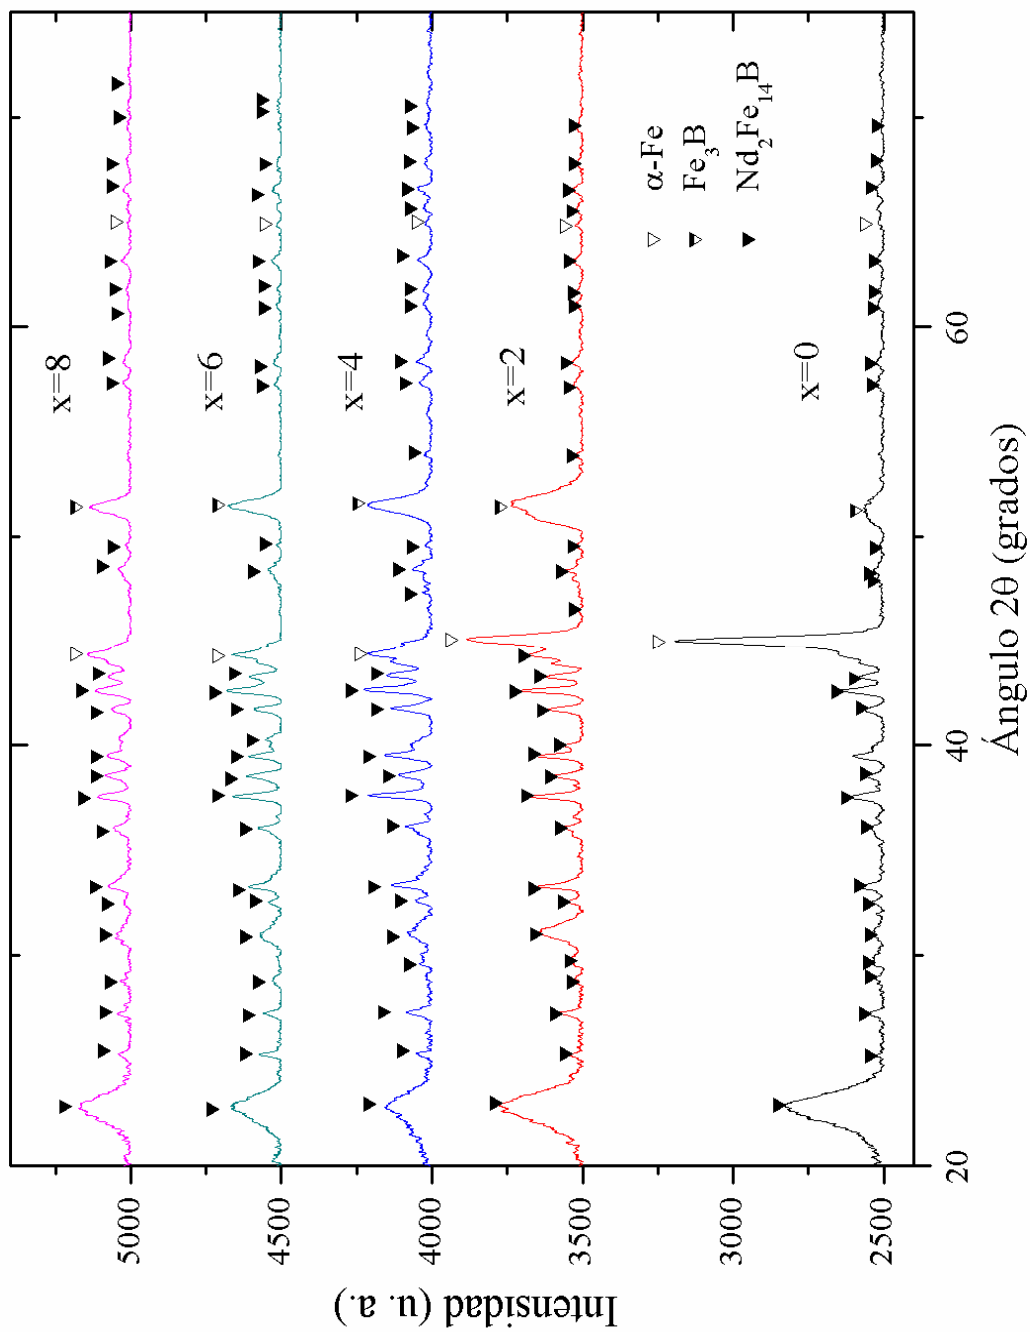 Intensidad (u. a.)
5000
4500
4000
3500
3000
2500
x=8
x=6
x=4
x=2
x=0
α-Fe
Fe₃B
Nd₂Fe₁₄B
20
40
60
Ángulo 2θ (grados)